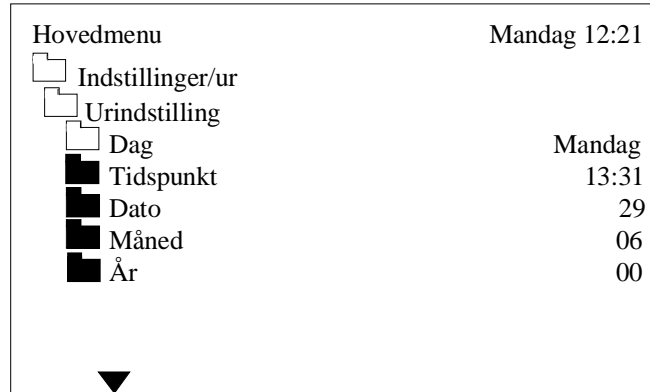 Hovedmenu Mandag 12:21
Indstillinger/ur
Urindstilling
Dag Mandag
Tidspunkt 13:31
Dato 29
Måned 06
År 00